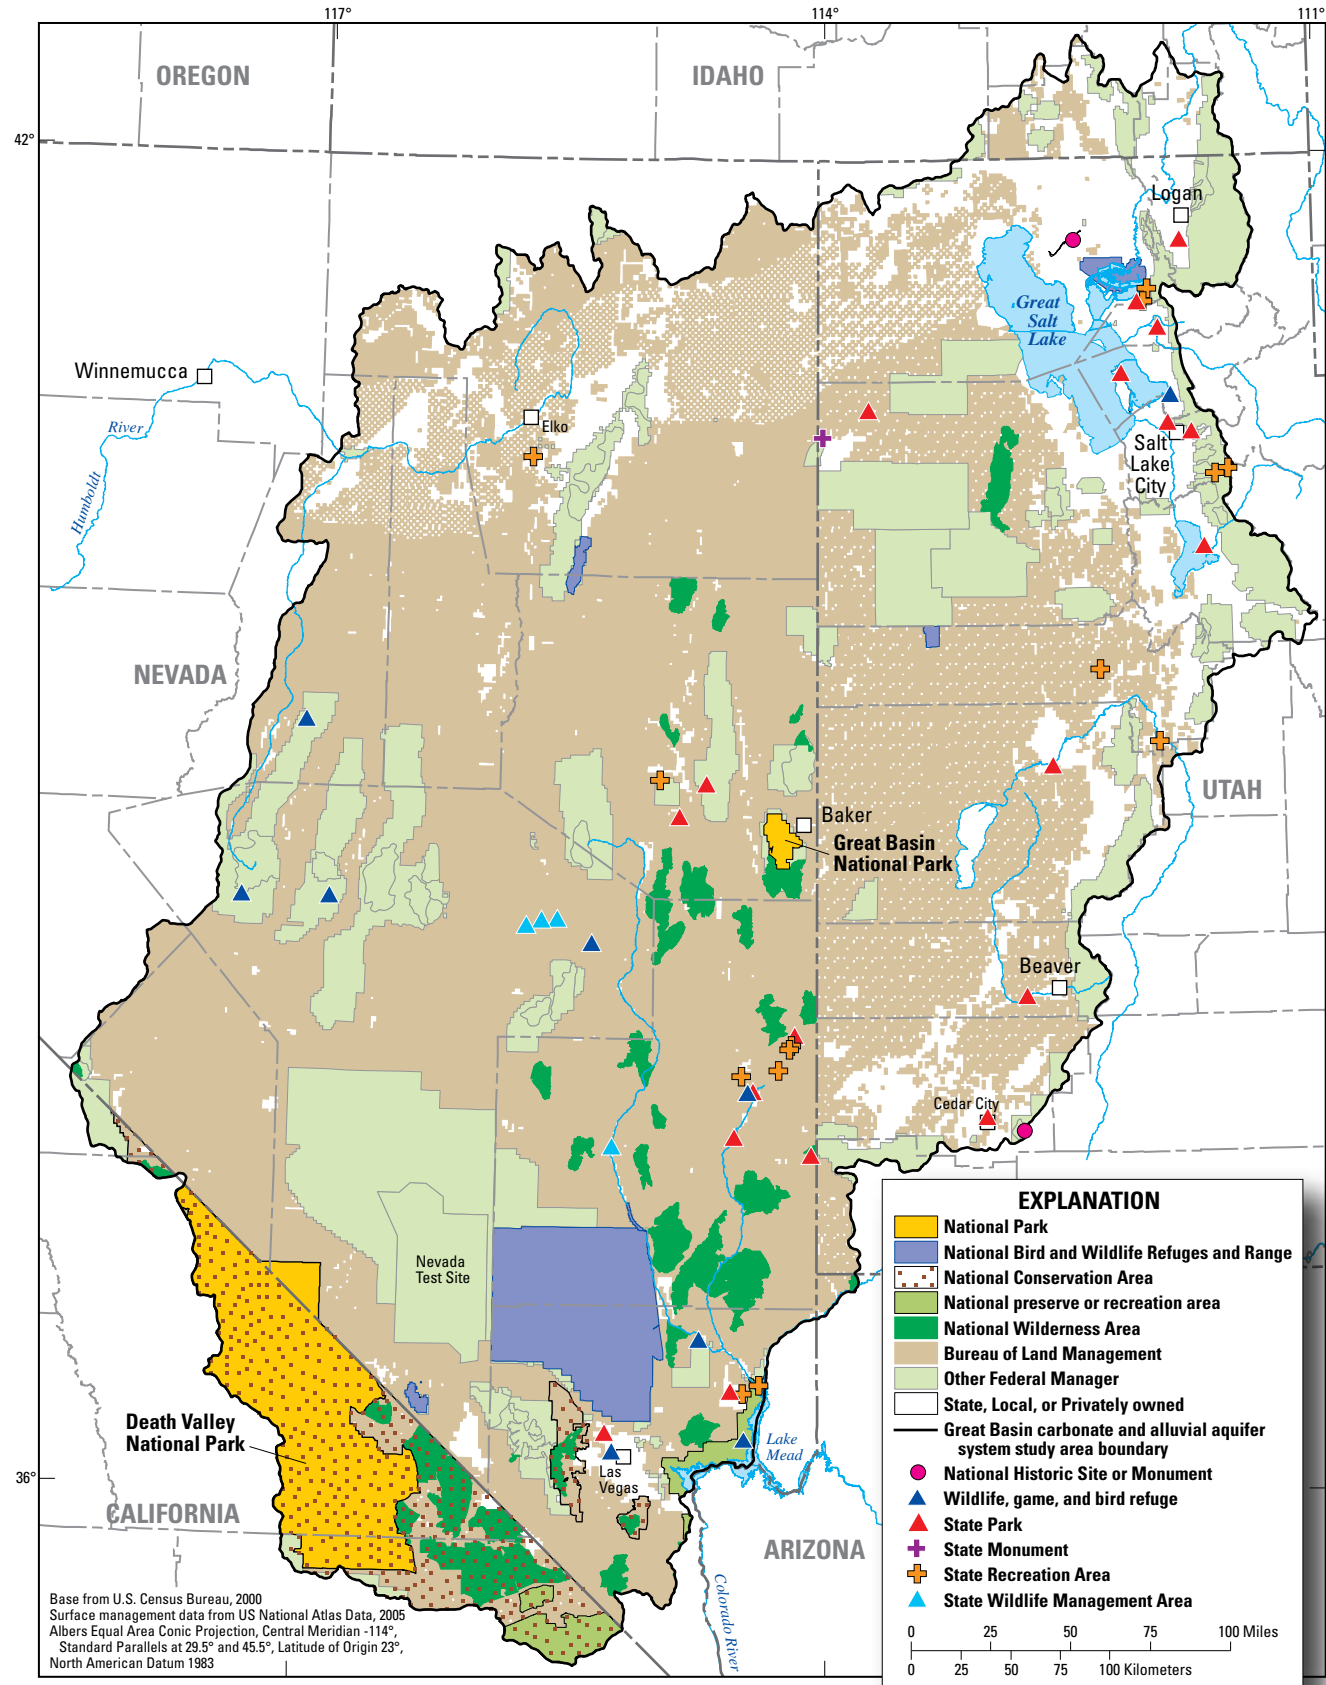 117°
114°
111°
OREGON
IDAHO
42°
Logan
Great
Salt
Lake
Winnemucca
River
Humboldt
Elko
Salt
Lake
City
NEVADA
UTAH
Baker
Great Basin
National Park
Beaver
Cedar City
Nevada
Test Site
Death Valley
National Park
Las
Vegas
Lake
Mead
36°
CALIFORNIA
ARIZONA
Colorado River
EXPLANATION
National Park
National Bird and Wildlife Refuges and Range
National Conservation Area
National preserve or recreation area
National Wilderness Area
Bureau of Land Management
Other Federal Manager
State, Local, or Privately owned
Great Basin carbonate and alluvial aquifer
system study area boundary
National Historic Site or Monument
Wildlife, game, and bird refuge
State Park
State Monument
State Recreation Area
State Wildlife Management Area
0 25 50 75 100 Miles
0 25 50 75 100 Kilometers
Base from U.S. Census Bureau, 2000
Surface management data from US National Atlas Data, 2005
Albers Equal Area Conic Projection, Central Meridian -114°,
Standard Parallels at 29.5° and 45.5°, Latitude of Origin 23°,
North American Datum 1983